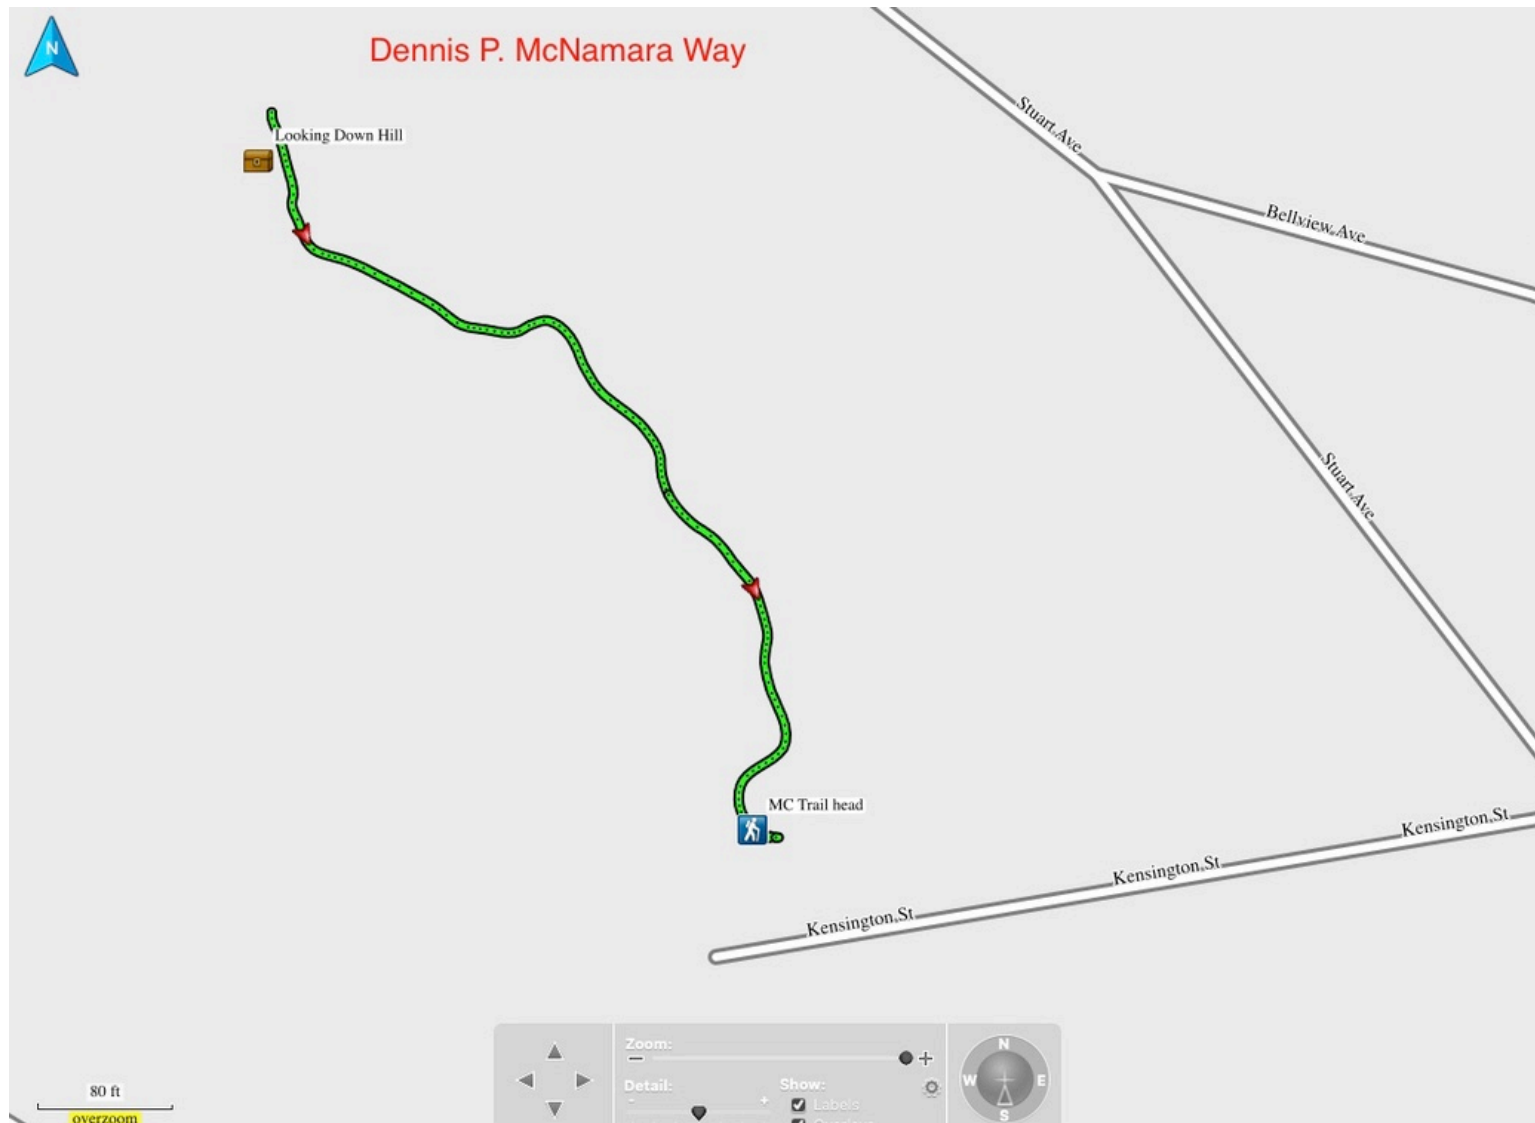 N
Dennis P. McNamara Way
Stuart Ave
Looking Down Hill
Bellview Ave
Stuart Ave
MC Trail head
Kensington St
Kensington St
Kensington St
Zoom:
Detail:
Show:
Labels
N
W
E
S
80 ft
overzoom